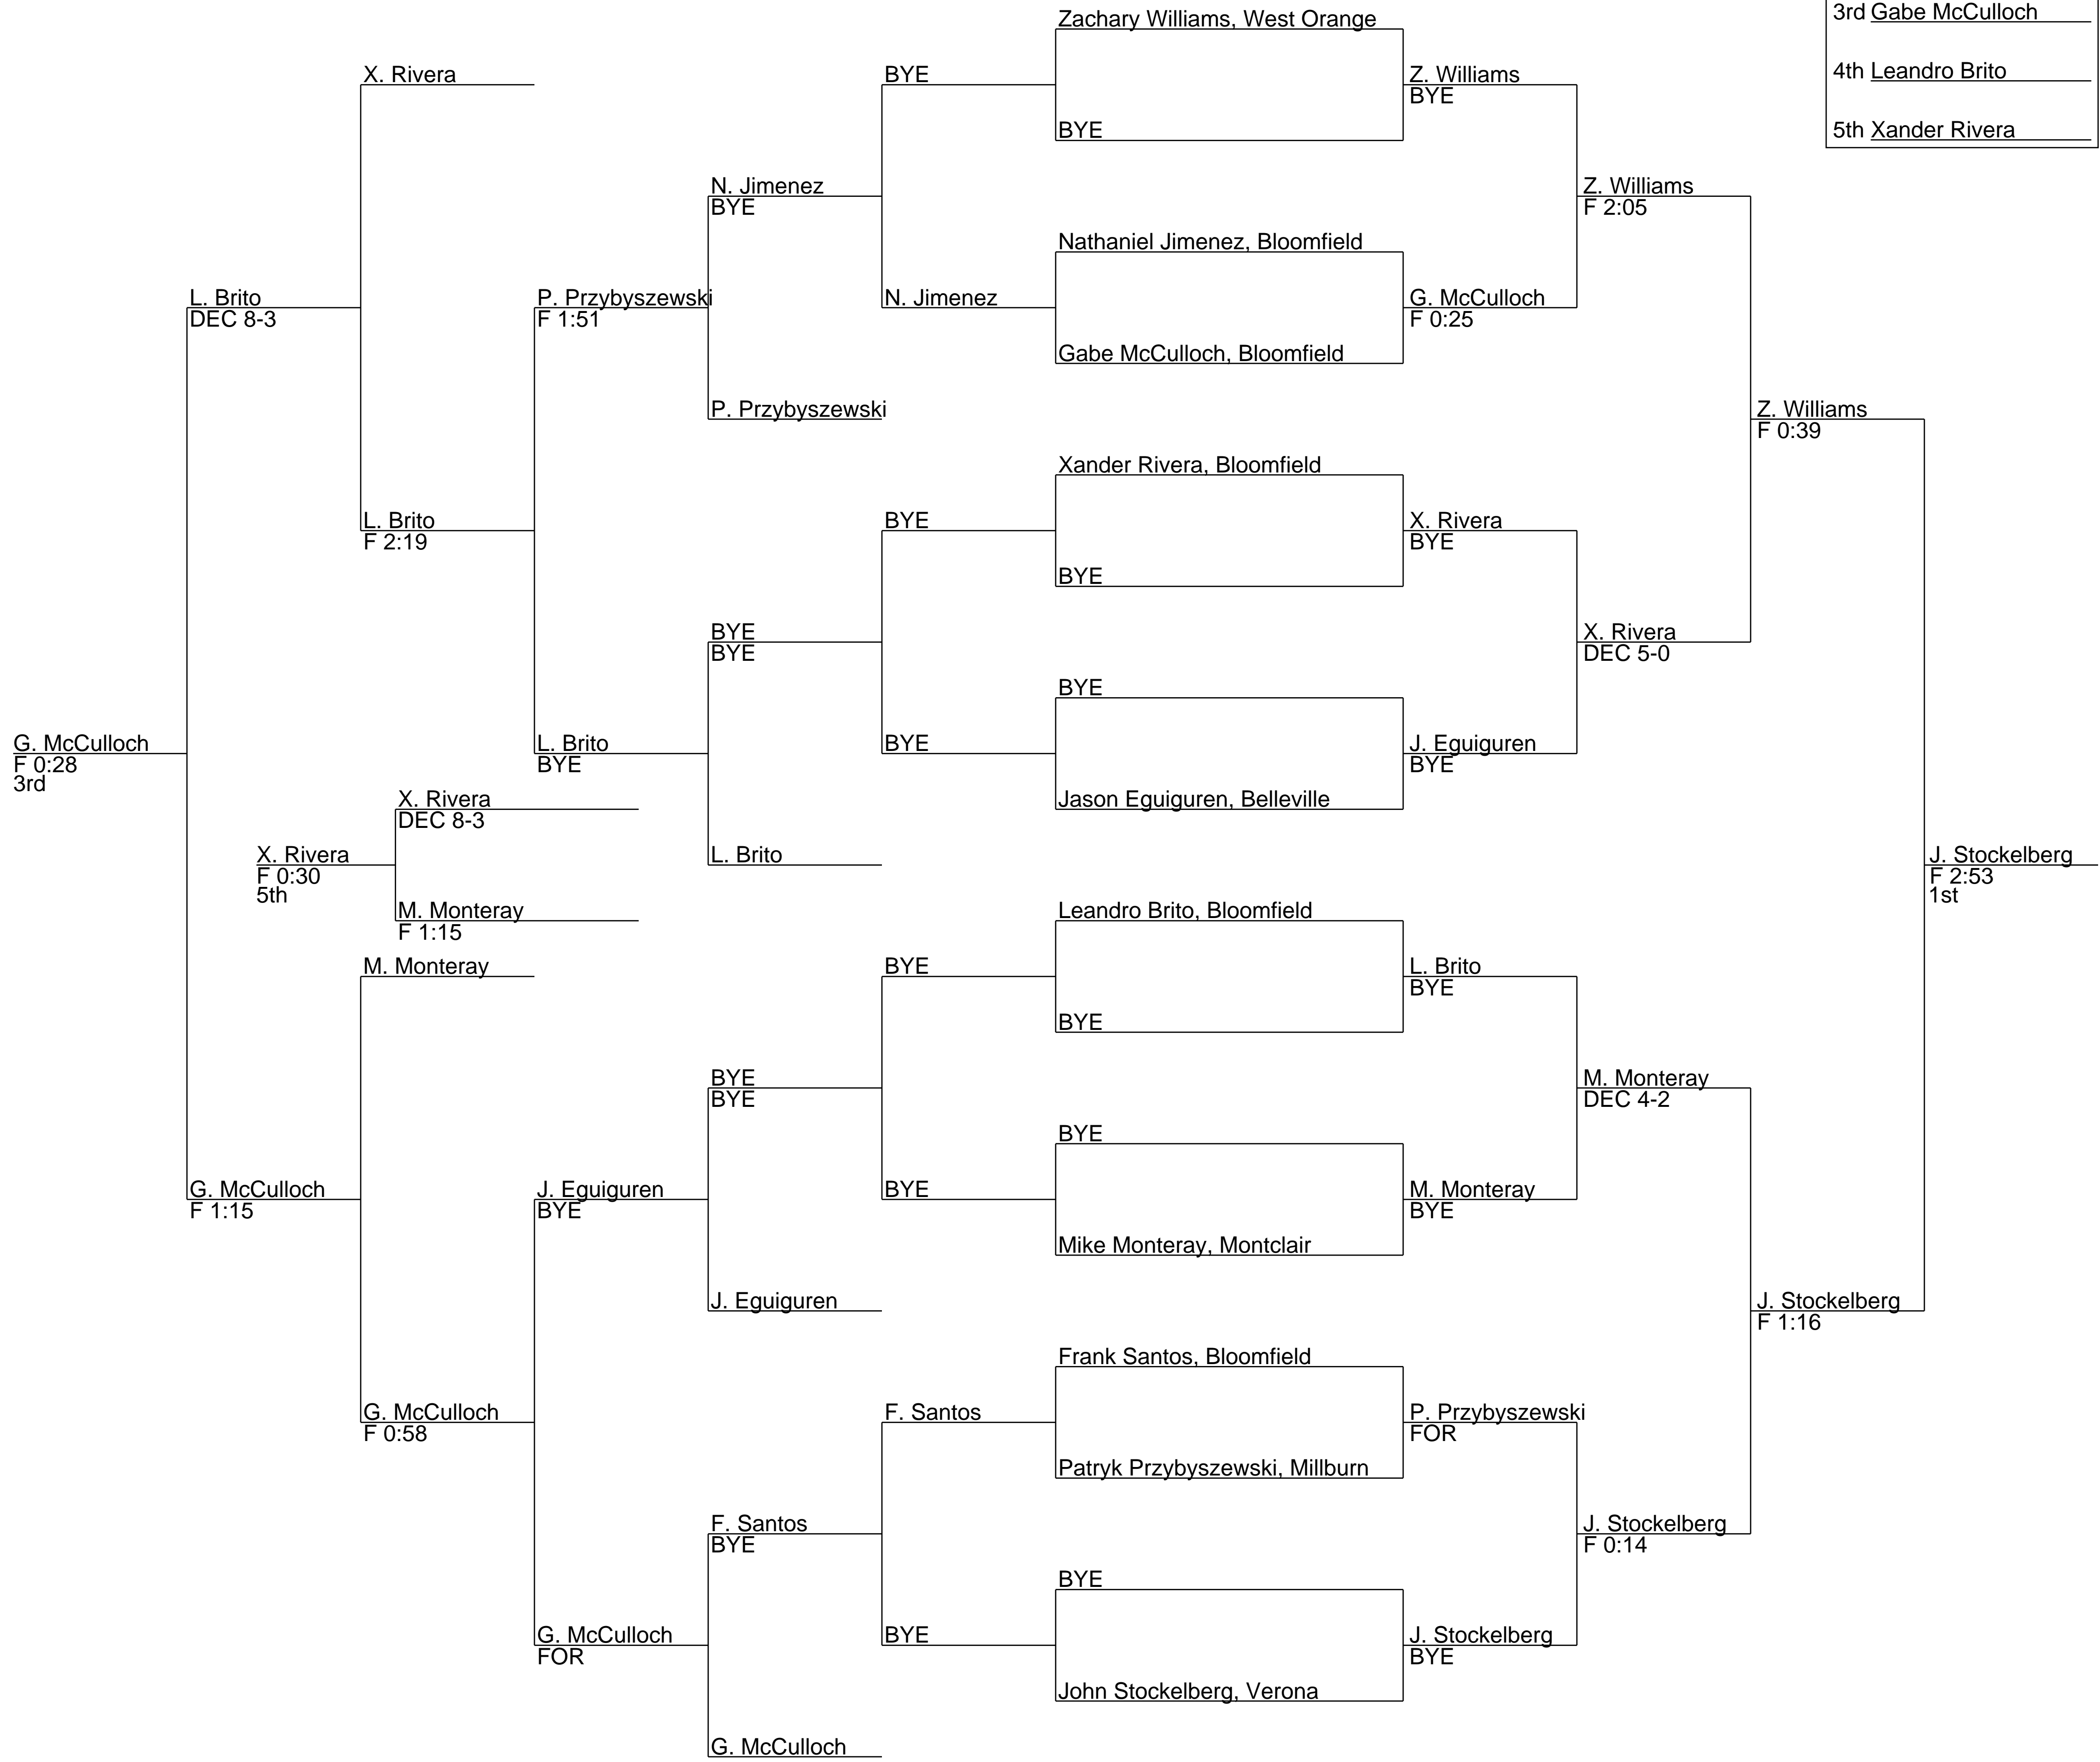 Zachary Williams, West Orange
3rd Gabe McCulloch
X. Rivera
BYE
Z. Williams
BYE
4th Leandro Brito
BYE
5th Xander Rivera
N. Jimenez
BYE
Z. Williams
F 2:05
Nathaniel Jimenez, Bloomfield
L. Brito
DEC 8-3
P. Przybyszewski
F 1:51
N. Jimenez
G. McCulloch
F 0:25
Gabe McCulloch, Bloomfield
P. Przybyszewski
Z. Williams
F 0:39
Xander Rivera, Bloomfield
L. Brito
F 2:19
BYE
X. Rivera
BYE
BYE
BYE
BYE
X. Rivera
DEC 5-0
BYE
G. McCulloch
F 0:28
3rd
L. Brito
BYE
BYE
J. Eguiguren
BYE
X. Rivera
DEC 8-3
Jason Eguiguren, Belleville
X. Rivera
F 0:30
5th
L. Brito
J. Stockelberg
F 2:53
1st
M. Monteray
F 1:15
Leandro Brito, Bloomfield
M. Monteray
BYE
L. Brito
BYE
BYE
BYE
BYE
M. Monteray
DEC 4-2
BYE
G. McCulloch
F 1:15
J. Eguiguren
BYE
BYE
M. Monteray
BYE
Mike Monteray, Montclair
J. Eguiguren
J. Stockelberg
F 1:16
Frank Santos, Bloomfield
G. McCulloch
F 0:58
F. Santos
P. Przybyszewski
FOR
Patryk Przybyszewski, Millburn
F. Santos
BYE
J. Stockelberg
F 0:14
BYE
G. McCulloch
FOR
BYE
J. Stockelberg
BYE
John Stockelberg, Verona
G. McCulloch